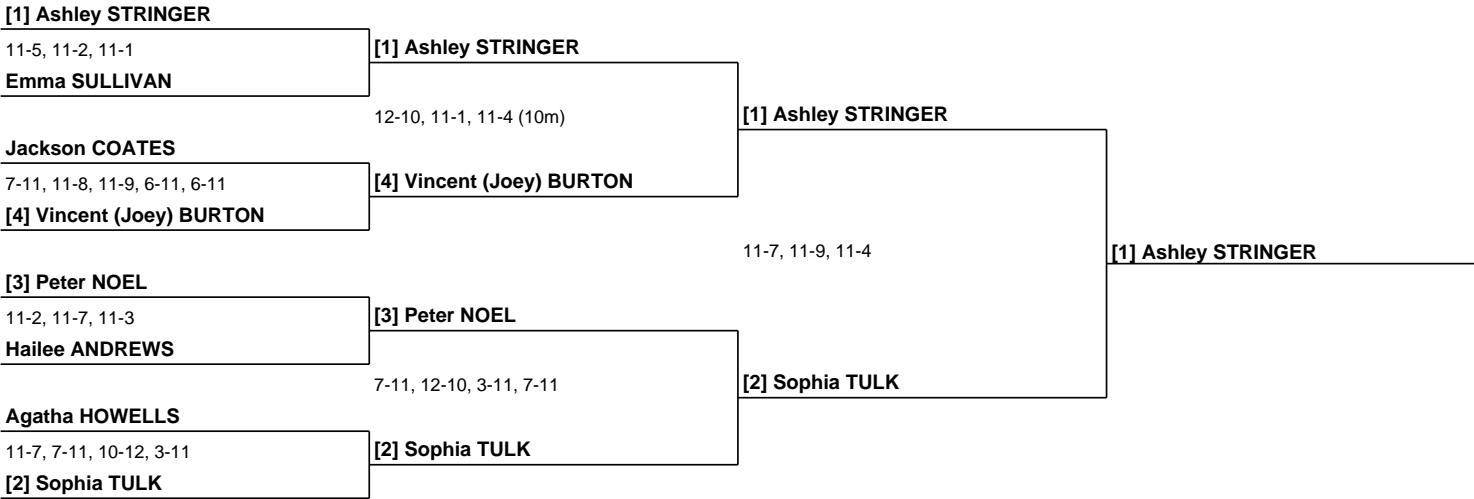 [1] Ashley STRINGER
11-5, 11-2, 11-1
Emma SULLIVAN
Jackson COATES
7-11, 11-8, 11-9, 6-11, 6-11
[4] Vincent (Joey) BURTON
[3] Peter NOEL
11-2, 11-7, 11-3
Hailee ANDREWS
Agatha HOWELLS
11-7, 7-11, 10-12, 3-11
[2] Sophia TULK
[1] Ashley STRINGER
12-10, 11-1, 11-4 (10m)
[4] Vincent (Joey) BURTON
[3] Peter NOEL
7-11, 12-10, 3-11, 7-11
[2] Sophia TULK
[1] Ashley STRINGER
11-7, 11-9, 11-4
[2] Sophia TULK
[1] Ashley STRINGER